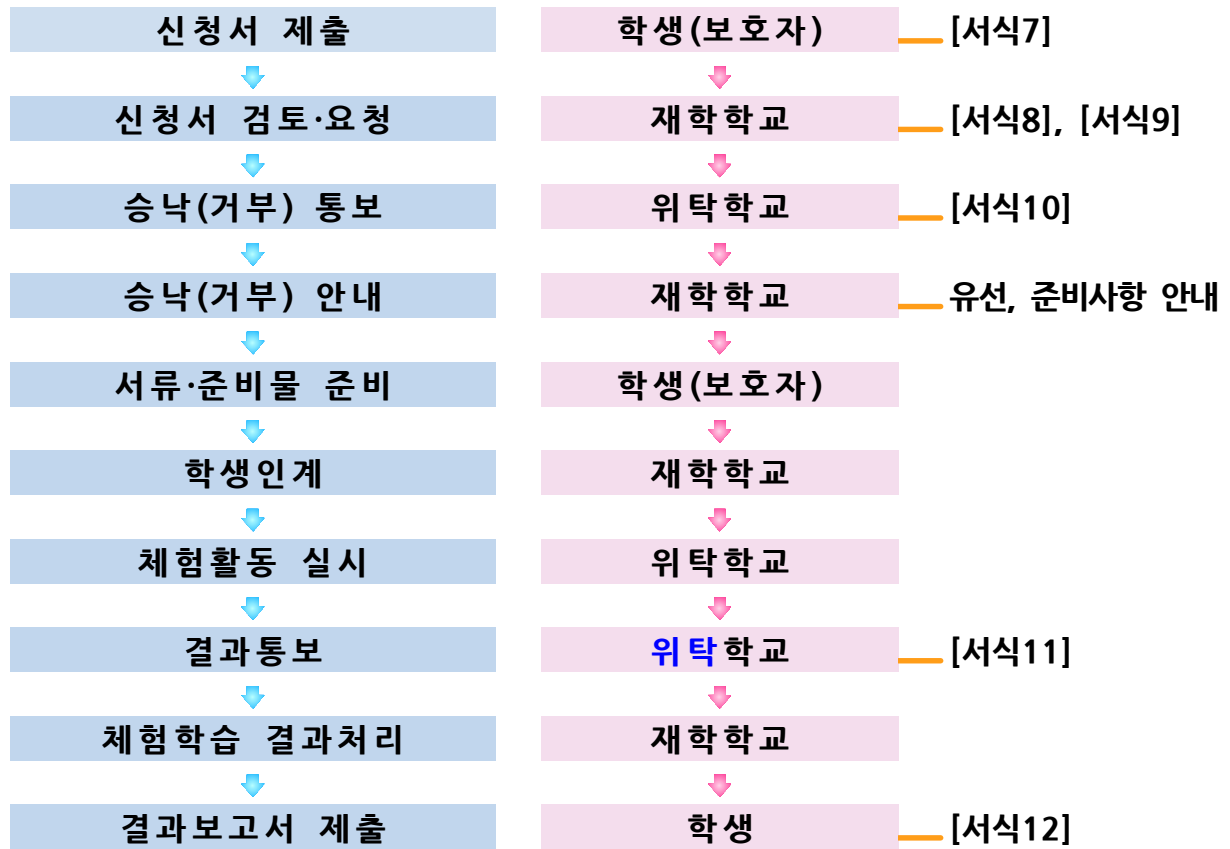 신청서 제출 학생(보호자) [서식7]
신청서 검토·요청 재학학교 [서식8], [서식9]
승낙(거부) 통보 위탁학교 [서식10]
승낙(거부) 안내 재학학교 유선, 준비사항 안내
서류·준비물 준비 학생(보호자)
학생인계 재학학교
체험활동 실시 위탁학교
결과통보 위탁학교 [서식11]
체험학습 결과처리 재학학교
결과보고서 제출 학생 [서식12]